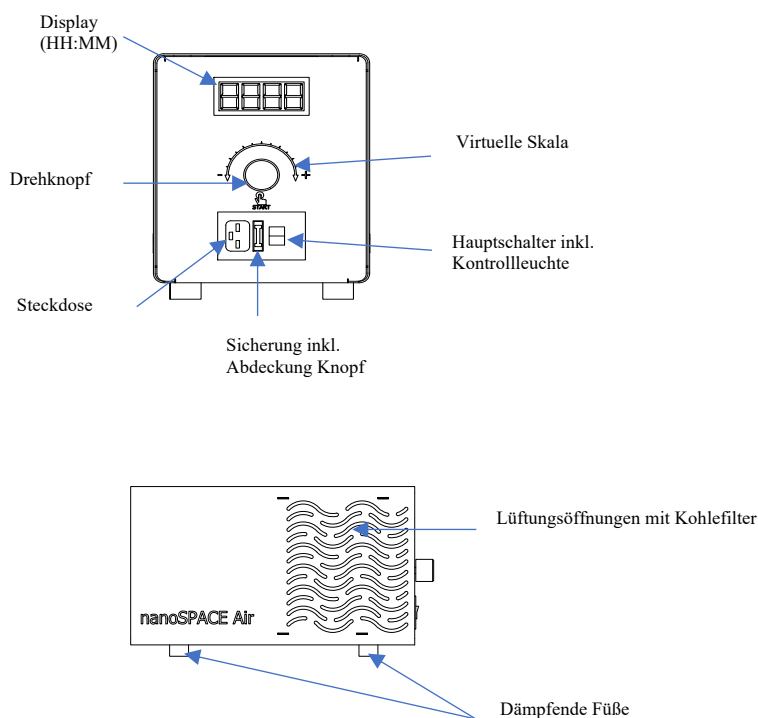 Display
(HH:MM)
Virtuelle Skala
Drehknopf
- +
START
Hauptschalter inkl.
Kontrollleuchte
Steckdose
Sicherung inkl.
Abdeckung Knopf
Lüftungsöffnungen mit Kohlefilter
nanoSPACE Air
Dämpfende Füße